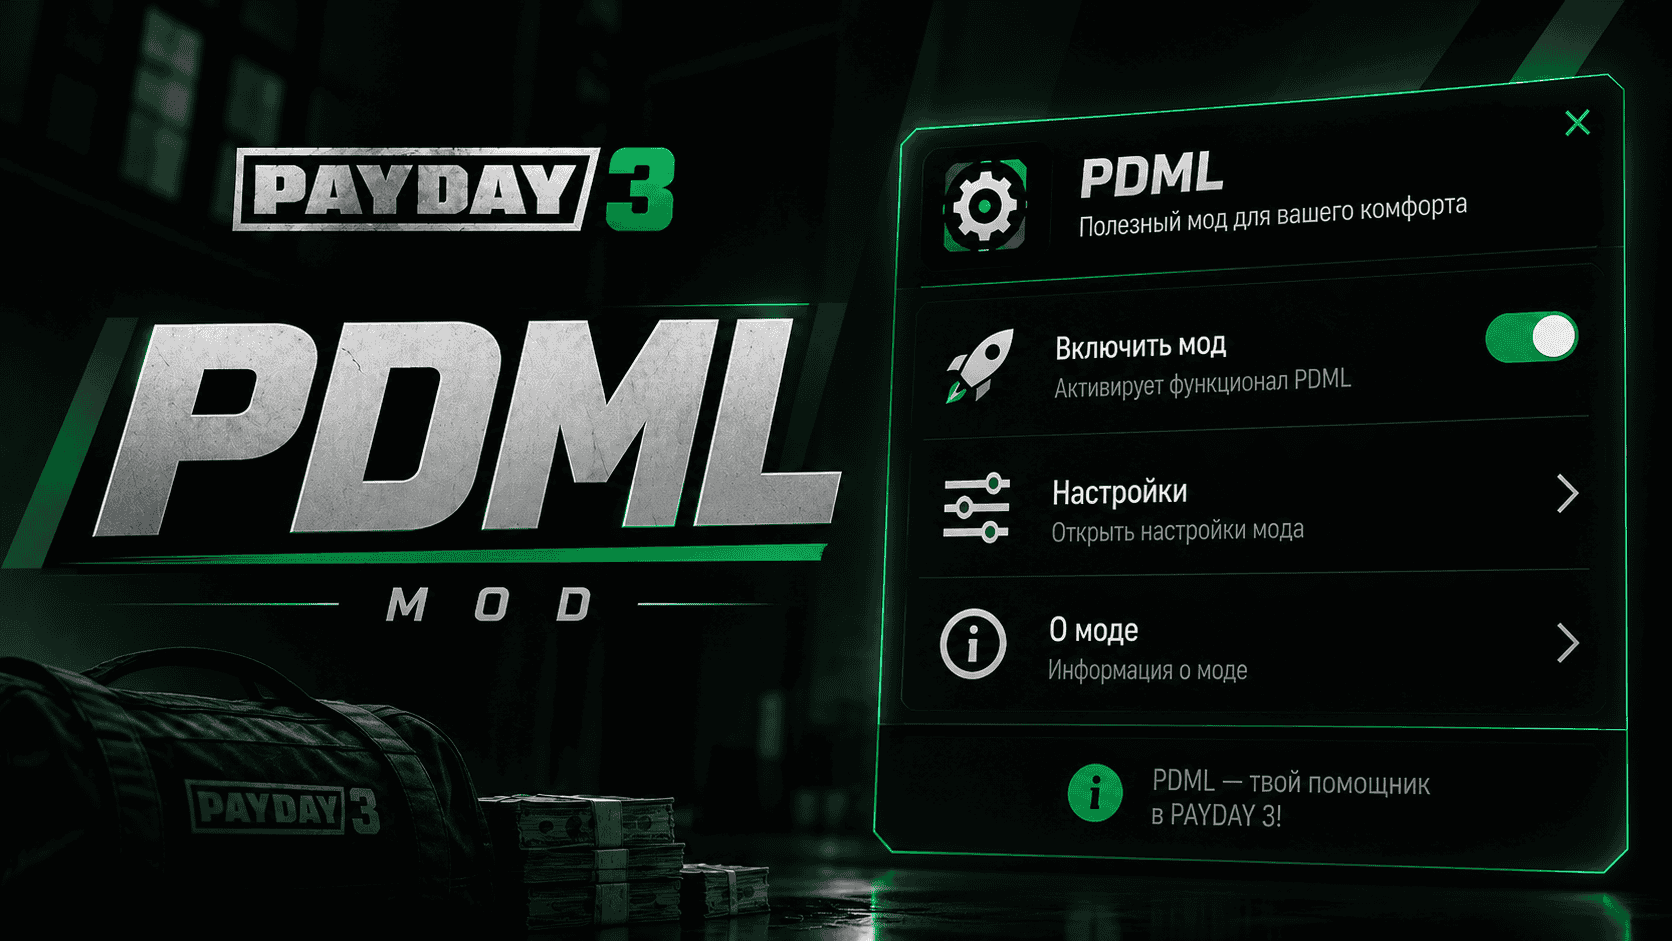 PAYDAY 3
PDML
MOD
PAYDAY 3
PDML
Полезный мод для вашего комфорта
Включить мод
Активирует функционал PDML
Настройки
Открыть настройки мода
О моде
Информация о моде
PDML — твой помощник
в PAYDAY 3!